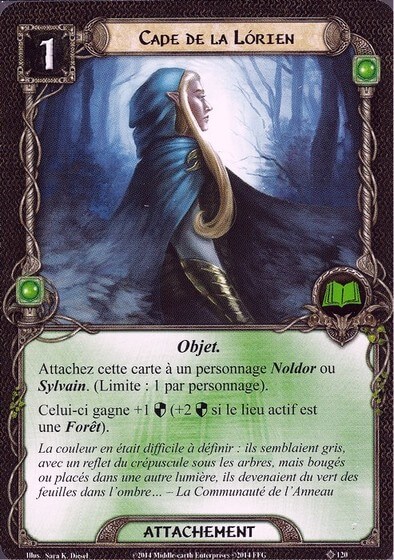 1
Cape de la Lórien
Objet.
Attachez cette carte à un personnage Noldor ou
Sylvain. (Limite : 1 par personnage).
Celui-ci gagne +1 (+2 si le lieu actif est
une Forêt).
La couleur en était difficile à définir : ils semblaient gris,
avec un reflet du crépuscule sous les arbres, mais bougés
ou placés dans une autre lumière, ils devenaient du vert des
feuilles dans l'ombre... – La Communauté de l'Anneau
ATTACHEMENT
Illus. Sara K. Diesel ©2014 Middle-earth Enterprises ©2014 FFG 120